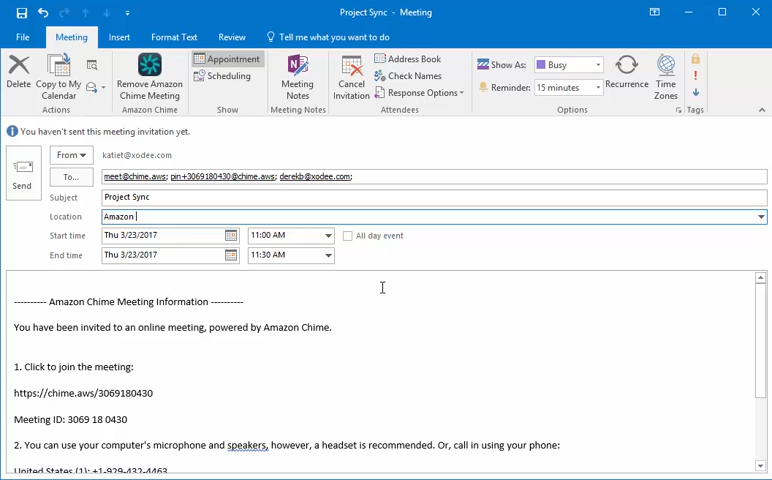 Project Sync - Meeting
File Meeting Insert Format Text Review Tell me what you want to do
Delete
Copy to My Calendar
Actions
Remove Amazon Chime Meeting
Amazon Chime
Appointment
Scheduling
Show
Meeting Notes
Meeting Notes
Cancel Invitation
Address Book
Check Names
Response Options
Attendees
Show As: Busy
Reminder: 15 minutes
Recurrence
Time Zones
Options
Tags
You haven't sent this meeting invitation yet.
Send
From katiet@xodee.com
To... meet@chime.aws; pin+3069180430@chime.aws; derekb@xodee.com;
Subject Project Sync
Location Amazon
Start time Thu 3/23/2017 11:00 AM All day event
End time Thu 3/23/2017 11:30 AM
---------- Amazon Chime Meeting Information ----------
You have been invited to an online meeting, powered by Amazon Chime.
1. Click to join the meeting:
https://chime.aws/3069180430
Meeting ID: 3069 18 0430
2. You can use your computer's microphone and speakers, however, a headset is recommended. Or, call in using your phone:
United States (1): +1-929-432-4463